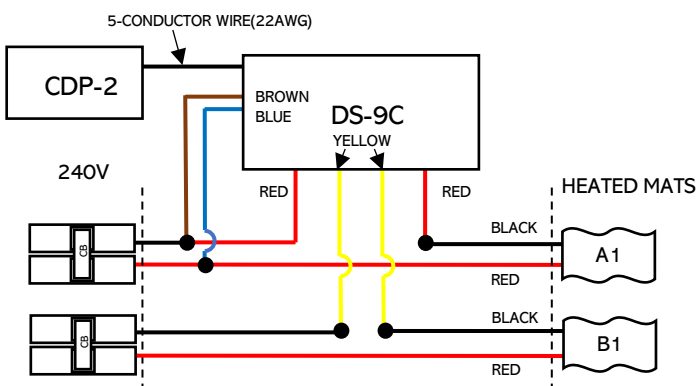 5-CONDUCTOR WIRE(22AWG)
CDP-2
BROWN
BLUE
DS-9C
YELLOW
240V
RED
RED
HEATED MATS
BLACK
CB
A1
RED
BLACK
CB
B1
RED